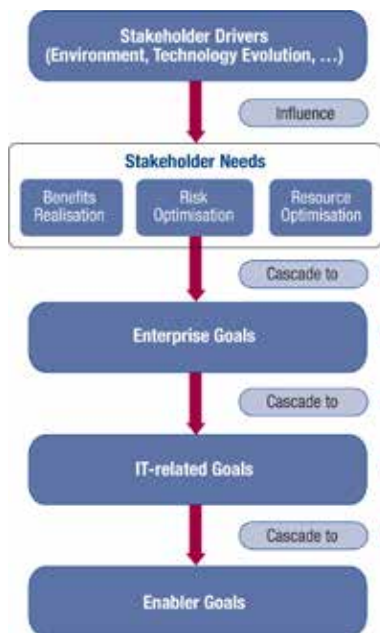 Stakeholder Drivers
(Environment, Technology Evolution, …)
Influence
Stakeholder Needs
Benefits
Realisation
Risk
Optimisation
Resource
Optimisation
Cascade to
Enterprise Goals
Cascade to
IT-related Goals
Cascade to
Enabler Goals